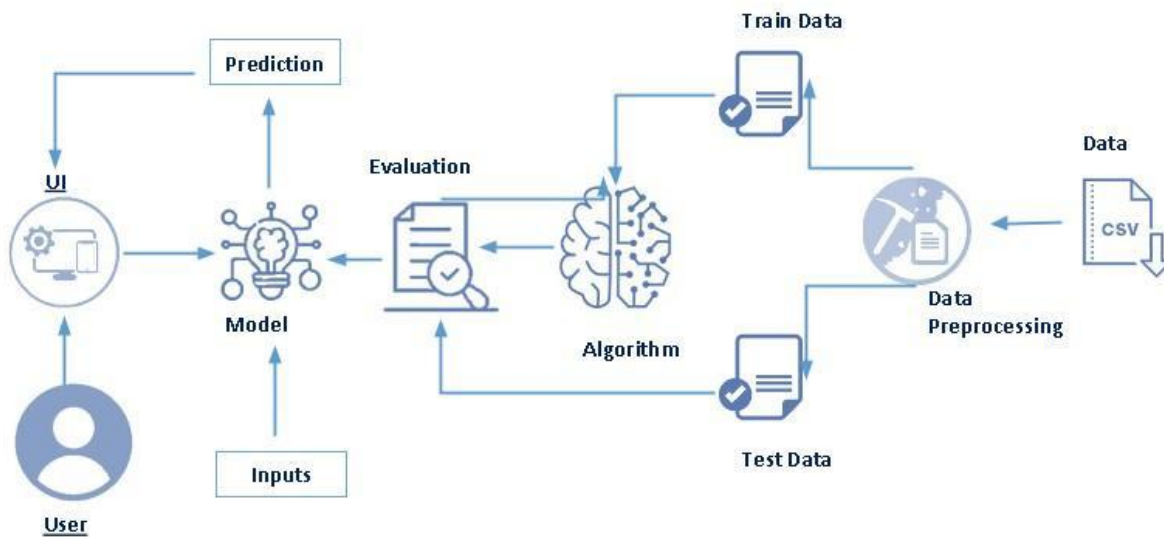 Train Data
Prediction
Data
Evaluation
UI
CSV
Model
Algorithm
Data
Preprocessing
Inputs
Test Data
User